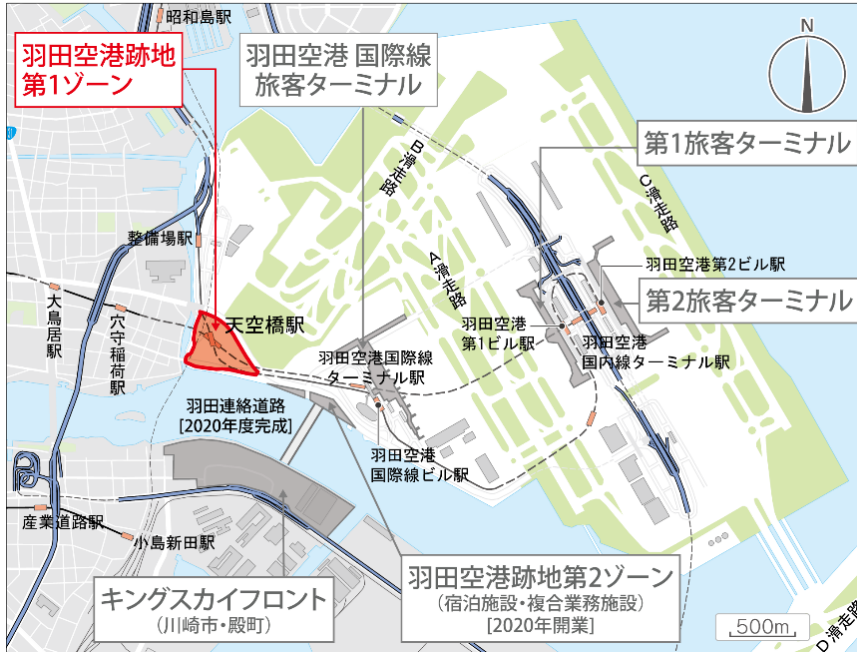 昭和島駅
羽田空港跡地
第1ゾーン
羽田空港 国際線
旅客ターミナル
N
第1旅客ターミナル
B滑走路
C滑走路
A滑走路
整備場駅
羽田空港第2ビル駅
第2旅客ターミナル
大鳥居駅
穴守稲荷駅
天空橋駅
羽田空港
第1ビル駅
羽田空港
国内線ターミナル駅
羽田空港国際線
ターミナル駅
羽田連絡道路
[2020年度完成]
羽田空港
国際線ビル駅
産業道路駅
小島新田駅
キングスカイフロント
(川崎市・殿町)
羽田空港跡地第2ゾーン
(宿泊施設・複合業務施設)
[2020年開業]
500m
D滑走路